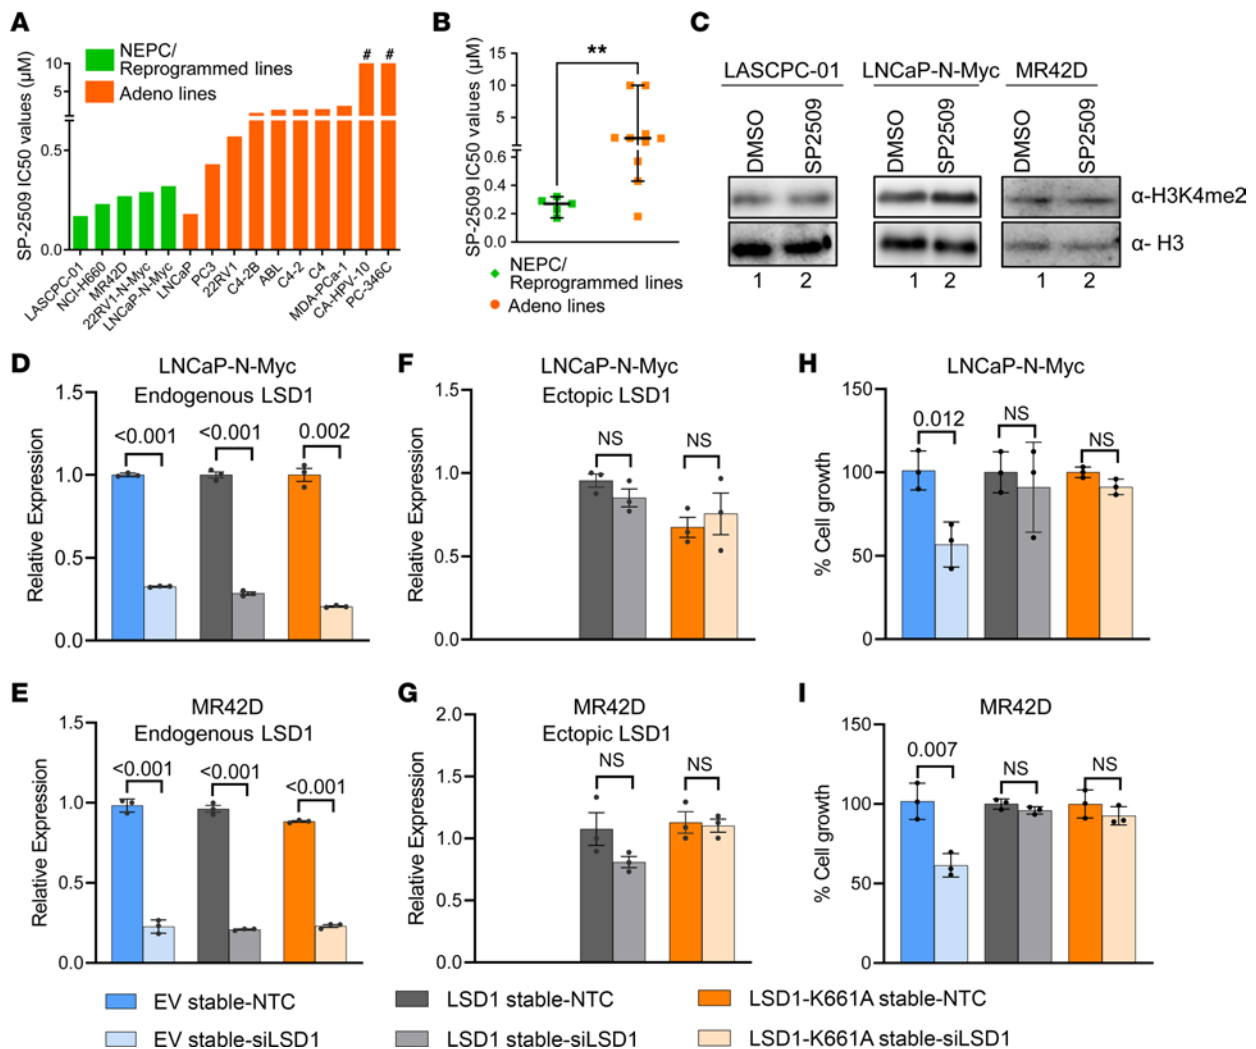 A
SP-2509 IC50 values (μM)
10
5
0.5
0.0
NEPC/
Reprogrammed lines
Adeno lines
#
#
LASCPC-01
NCI-H660
MR42D
22RV1-N-Myc
LNCaP-N-Myc
LNCaP
PC3
22RV1
C4-2B
ABL
C4-2
C4
MDA-PCa-1
CA-HPV-10
PC-346C
B
SP-2509 IC50 values (μM)
15
10
5
0.6
0.4
0.2
0.0
**
NEPC/
Reprogrammed lines
Adeno lines
C
LASCPC-01
LNCaP-N-Myc
MR42D
DMSO
SP2509
DMSO
SP2509
DMSO
SP2509
α-H3K4me2
α- H3
1 2
1 2
1 2
D
LNCaP-N-Myc
Endogenous LSD1
Relative Expression
1.5
1.0
0.5
0.0
<0.001
<0.001
0.002
F
LNCaP-N-Myc
Ectopic LSD1
Relative Expression
1.5
1.0
0.5
0.0
NS
NS
H
LNCaP-N-Myc
% Cell growth
150
100
50
0
0.012
NS
NS
E
MR42D
Endogenous LSD1
Relative Expression
1.5
1.0
0.5
0.0
<0.001
<0.001
<0.001
G
MR42D
Ectopic LSD1
Relative Expression
2.0
1.5
1.0
0.5
0.0
NS
NS
I
MR42D
% Cell growth
150
100
50
0
0.007
NS
NS
EV stable-NTC
LSD1 stable-NTC
LSD1-K661A stable-NTC
EV stable-siLSD1
LSD1 stable-siLSD1
LSD1-K661A stable-siLSD1